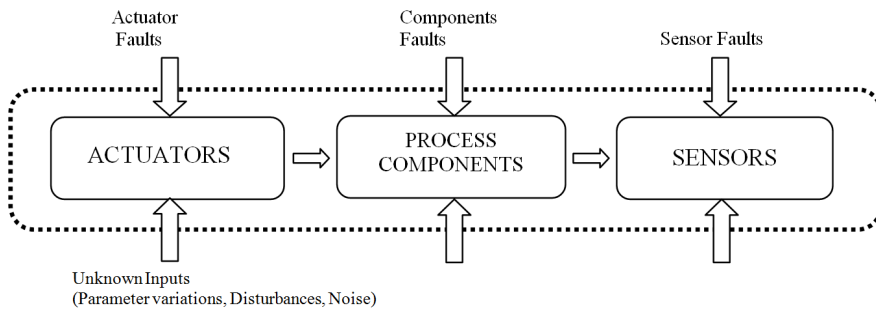 Actuator
Faults
Components
Faults
Sensor Faults
ACTUATORS
PROCESS
COMPONENTS
SENSORS
Unknown Inputs
(Parameter variations, Disturbances, Noise)